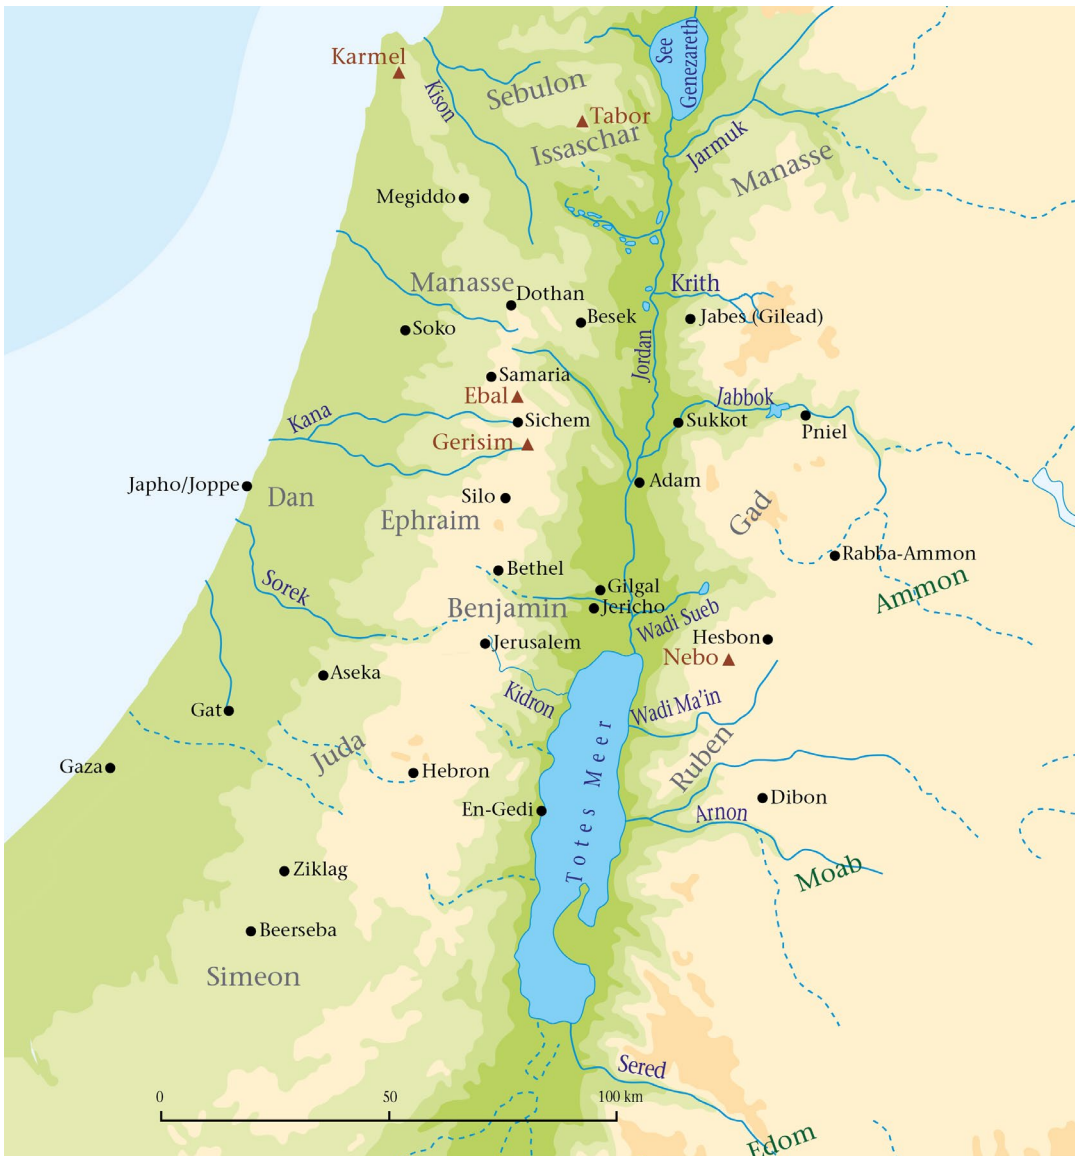 See
Genezareth
Karmel
Kison
Sebulon
Tabor
Issaschar
Jarmuk
Manasse
Megiddo
Manasse
Krith
Dothan
Besek
Jabes (Gilead)
Soko
Jordan
Samaria
Ebal
Jabbok
Kana
Sichem
Sukkot
Pniel
Gerisim
Japho/Joppe
Dan
Silo
Adam
Ephraim
Gad
Rabba-Ammon
Bethel
Ammon
Sorek
Gilgal
Benjamin
Jericho
Wadi Sueb
Jerusalem
Hesbon
Nebo
Aseka
Kidron
Wadi Ma'in
Gat
Juda
Totes Meer
Ruben
Gaza
Hebron
En-Gedi
Dibon
Arnon
Ziklag
Moab
Beerseba
Simeon
Sered
0 50 100 km
Edom